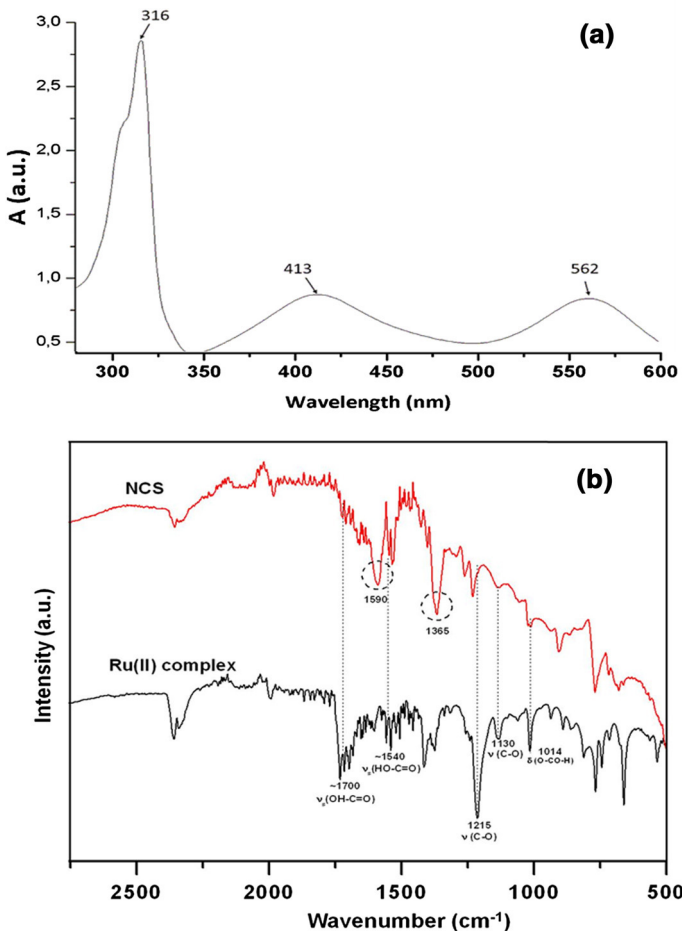 (a)
316
413
562
3,0
2,5
2,0
1,5
1,0
0,5
A (a.u.)
300 350 400 450 500 550 600
Wavelength (nm)
(b)
NCS
1590
1365
Ru(II) complex
~1700
νs(OH-C=O)
~1540
νs(HO-C=O)
1215
ν (C-O)
1130
ν (C-O)
1014
δ(O-CO-H)
Intensity (a.u.)
2500 2000 1500 1000 500
Wavenumber (cm⁻¹)